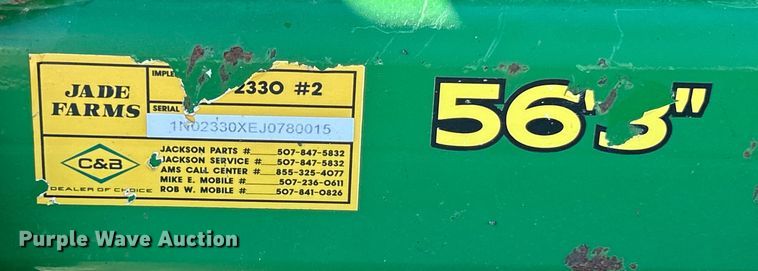 JADE
FARMS
IMPLE
2330 #2
SERIAL
1N02330XEJ0780015
C&B
DEALER OF CHOICE
JACKSON PARTS # 507-847-5832
JACKSON SERVICE # 507-847-5832
AMS CALL CENTER # 855-325-4077
MIKE E. MOBILE # 507-236-0611
ROB W. MOBILE # 507-841-0826
56'3"
Purple Wave Auction